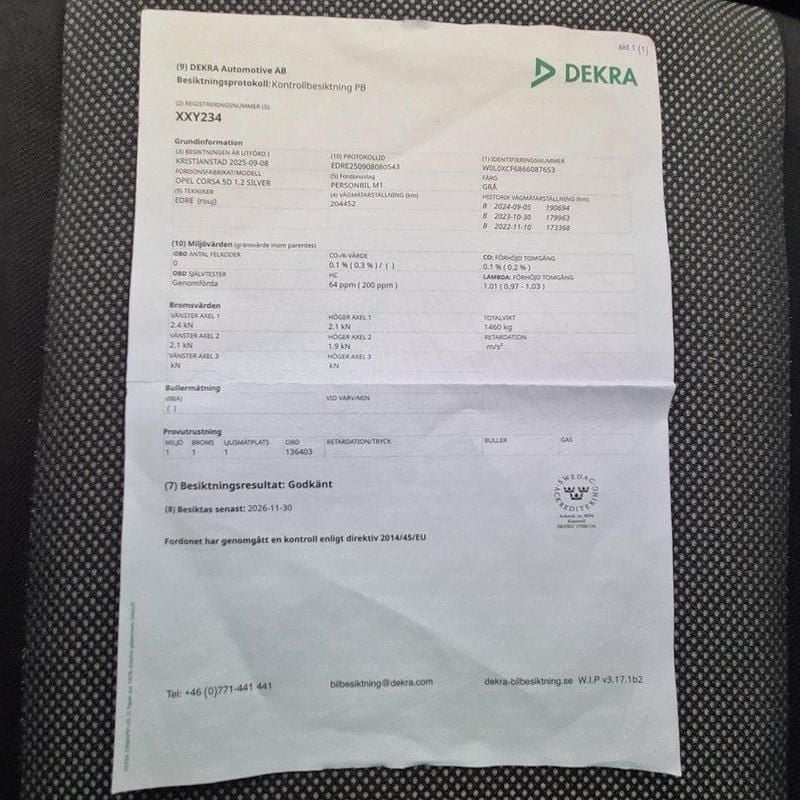 sid 1 (1)
DEKRA
(9) DEKRA Automotive AB
Besiktningsprotokoll: Kontrollbesiktning PB
(2) REGISTRERINGSNUMMER (S)
XXY234
Grundinformation
(3) BESIKTNINGEN ÄR UTFÖRD I
KRISTIANSTAD 2025-09-08
(10) PROTOKOLLID
EDRE250908080543
(1) IDENTIFIERINGSNUMMER
W0L0XCF6866087653
FORDONSFABRIKAT/MODELL
OPEL CORSA 5D 1.2 SILVER
(5) Fordonsslag
PERSONBIL M1
FÄRG
GRÅ
(9) TEKNIKER
EDRE (rouj)
(4) VÄGMÄTARSTÄLLNING (km)
204452
HISTORIK VÄGMÄTARSTÄLLNING (km)
B 2024-09-05 190694
B 2023-10-30 179963
B 2022-11-10 173368
(10) Miljövärden (gränsvärde inom parentes)
OBD ANTAL FELKODER
0
CO-/K-VÄRDE
0.1 % ( 0.3 % ) / ( )
CO: FÖRHÖJD TOMGÅNG
0.1 % ( 0.2 % )
OBD SJÄLVTESTER
Genomförda
HC
64 ppm ( 200 ppm )
LAMBDA: FÖRHÖJD TOMGÅNG
1.01 ( 0,97 - 1.03 )
Bromsvärden
VÄNSTER AXEL 1
2.4 kN
HÖGER AXEL 1
2.1 kN
TOTALVIKT
1460 kg
VÄNSTER AXEL 2
2.1 kN
HÖGER AXEL 2
1.9 kN
RETARDATION
m/s²
VÄNSTER AXEL 3
kN
HÖGER AXEL 3
kN
Bullermätning
dB(A)
( )
VID VARV/MIN
Provutrustning
MILJÖ BROMS LJUSMÄTPLATS OBD RETARDATION/TRYCK BULLER GAS
1 1 1 136403
(7) Besiktningsresultat: Godkänt
(8) Besiktas senast: 2026-11-30
Fordonet har genomgått en kontroll enligt direktiv 2014/45/EU
SWEDAC
ACKREDITERING
Kontroll
Tel: +46 (0)771-441 441
bilbesiktning@dekra.com
dekra-bilbesiktning.se W.I.P v3.17.1b2